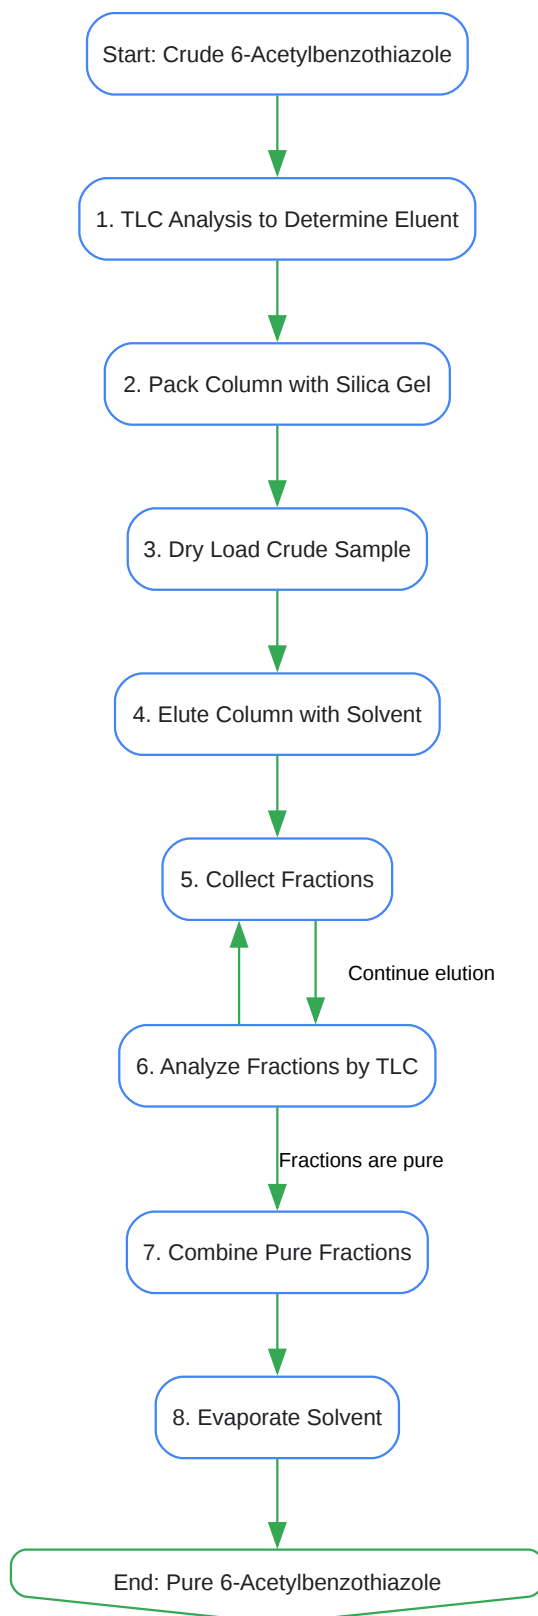 Start: Crude 6-Acetylbenzothiazole
1. TLC Analysis to Determine Eluent
2. Pack Column with Silica Gel
3. Dry Load Crude Sample
4. Elute Column with Solvent
5. Collect Fractions
Continue elution
6. Analyze Fractions by TLC
Fractions are pure
7. Combine Pure Fractions
8. Evaporate Solvent
End: Pure 6-Acetylbenzothiazole